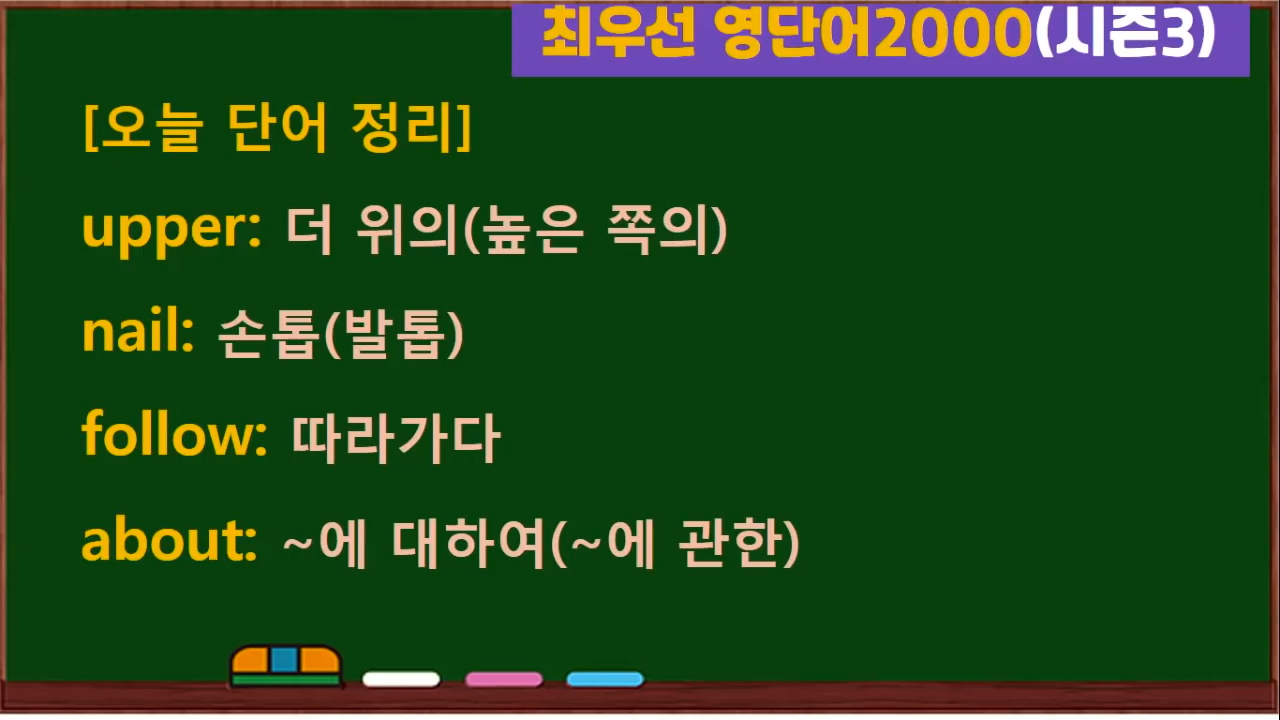 최우선 영단어2000(시즌3)
[오늘 단어 정리]
upper: 더 위의(높은 쪽의)
nail: 손톱(발톱)
follow: 따라가다
about: ~에 대하여(~에 관한)